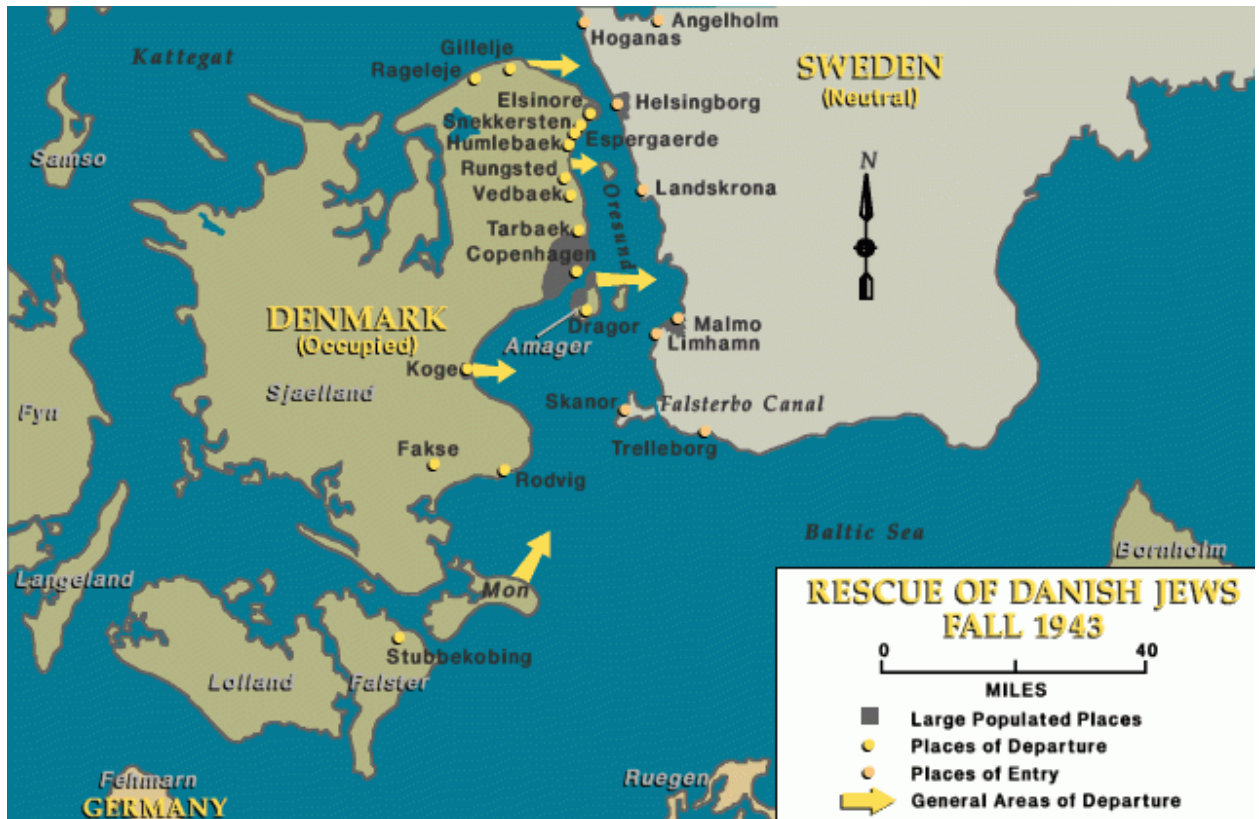 Kattegat
Gillelje
Rageleje
Hoganas
Angelholm
SWEDEN
(Neutral)
Elsinore
Helsingborg
Snekkersten
Espergaerde
Humlebaek
Samso
Rungsted
Vedbaek
Oresund
Landskrona
N
Tarbaek
Copenhagen
DENMARK
(Occupied)
Dragor
Malmo
Limhamn
Amager
Koge
Sjaelland
Fyn
Skanor
Falsterbo Canal
Trelleborg
Fakse
Rodvig
Baltic Sea
Bornholm
Langeland
Mon
Stubbekobing
Lolland
Falster
Fehmarn
GERMANY
Ruegen
RESCUE OF DANISH JEWS
FALL 1943
0 40
MILES
Large Populated Places
Places of Departure
Places of Entry
General Areas of Departure